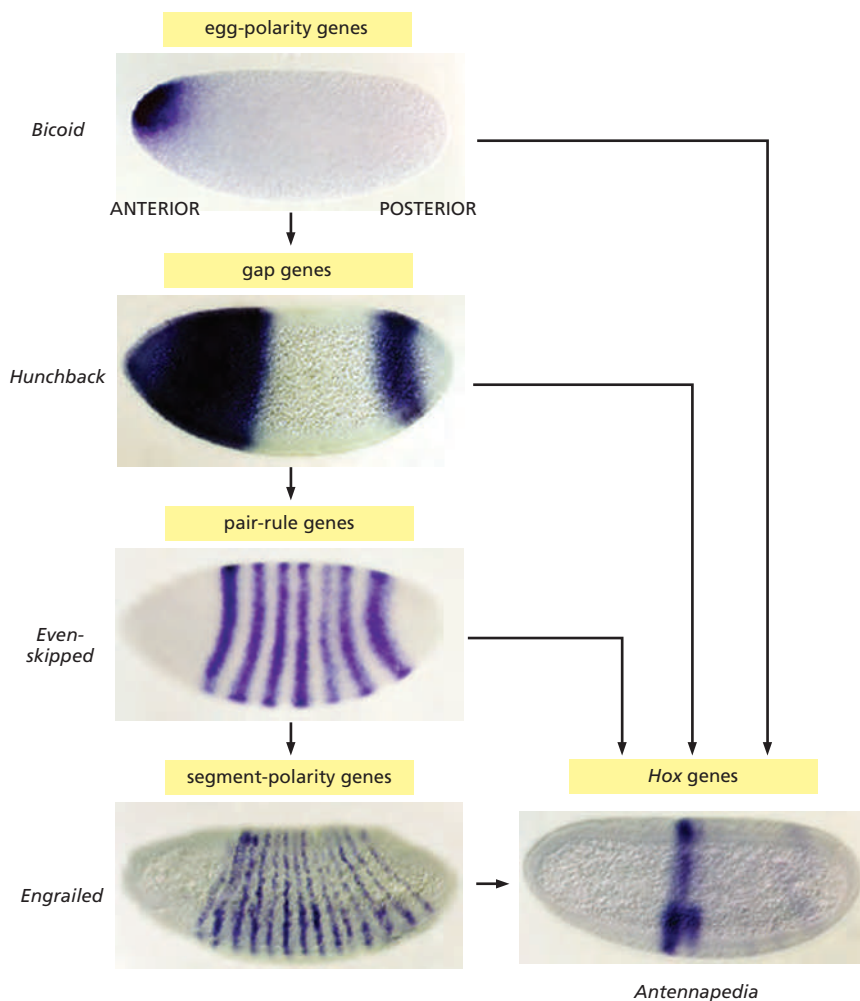 egg-polarity genes
Bicoid
ANTERIOR
POSTERIOR
gap genes
Hunchback
pair-rule genes
Even-
skipped
segment-polarity genes
Hox genes
Engrailed
Antennapedia